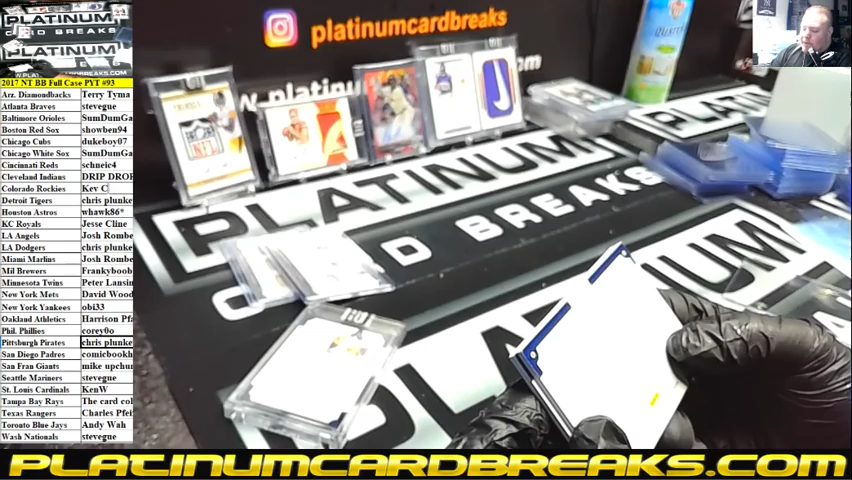 PLATINUM
CARD BREAKS
PLATINUM
platinumcardbreaks
2017 NT BB Full Case PYT #93
Arz. Diamondbacks Terry Tyma
Atlanta Braves stevegue
Baltimore Orioles SumDumGa
Boston Red Sox showben94
Chicago Cubs dukeboy07
Chicago White Sox SumDumGa
Cincinnati Reds schneic4
Cleveland Indians DRIP DROP
Colorado Rockies Kev C
Detroit Tigers chris plunke
Houston Astros whawk86*
KC Royals Jesse Cline
LA Angels Josh Rombe
LA Dodgers chris plunke
Miami Marlins Josh Rombe
Mil Brewers Frankyboob
Minnesota Twins Peter Lansin
New York Mets David Wood
New York Yankees obi33
Oakland Athletics Harrison Pfa
Phil. Phillies corey0o
Pittsburgh Pirates chris plunke
San Diego Padres comicbookh
San Fran Giants mike upchur
Seattle Mariners stevegue
St. Louis Cardinals KenW
Tampa Bay Rays The card col
Texas Rangers Charles Pfei
Toronto Blue Jays Andy Wah
Wash Nationals stevegue
PLATINUM
BREAKS
PLATINUM
PLATINUMCARDBREAKS.COM